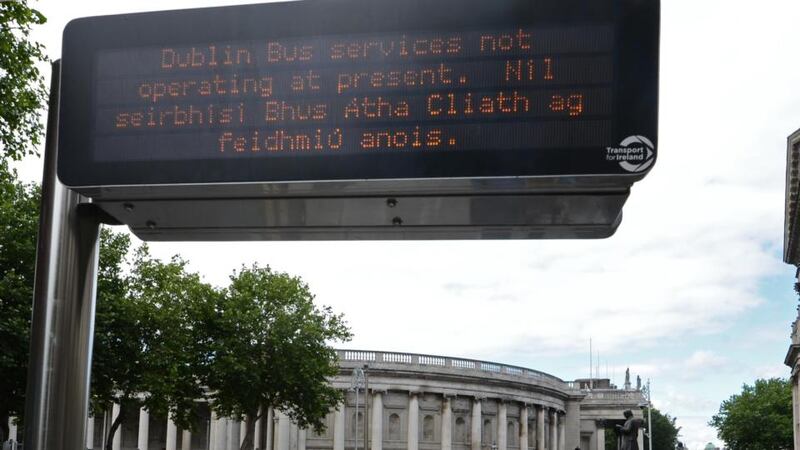 Dublin Bus services not
operating at present. Níl
seirbhísí Bhus Átha Cliath ag
feidhmiú anois.
Transport
for Ireland